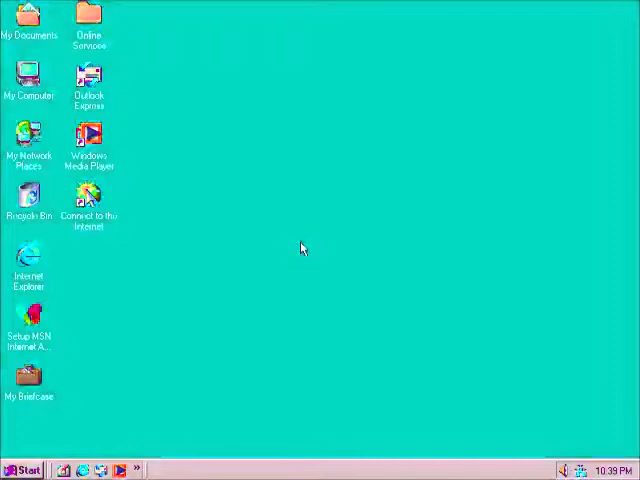 My Documents
Online
Services
My Computer
Outlook
Express
My Network
Places
Windows
Media Player
Recycle Bin
Connect to the
Internet
Internet
Explorer
Setup MSN
Internet A...
My Briefcase
Start
»
10:39 PM